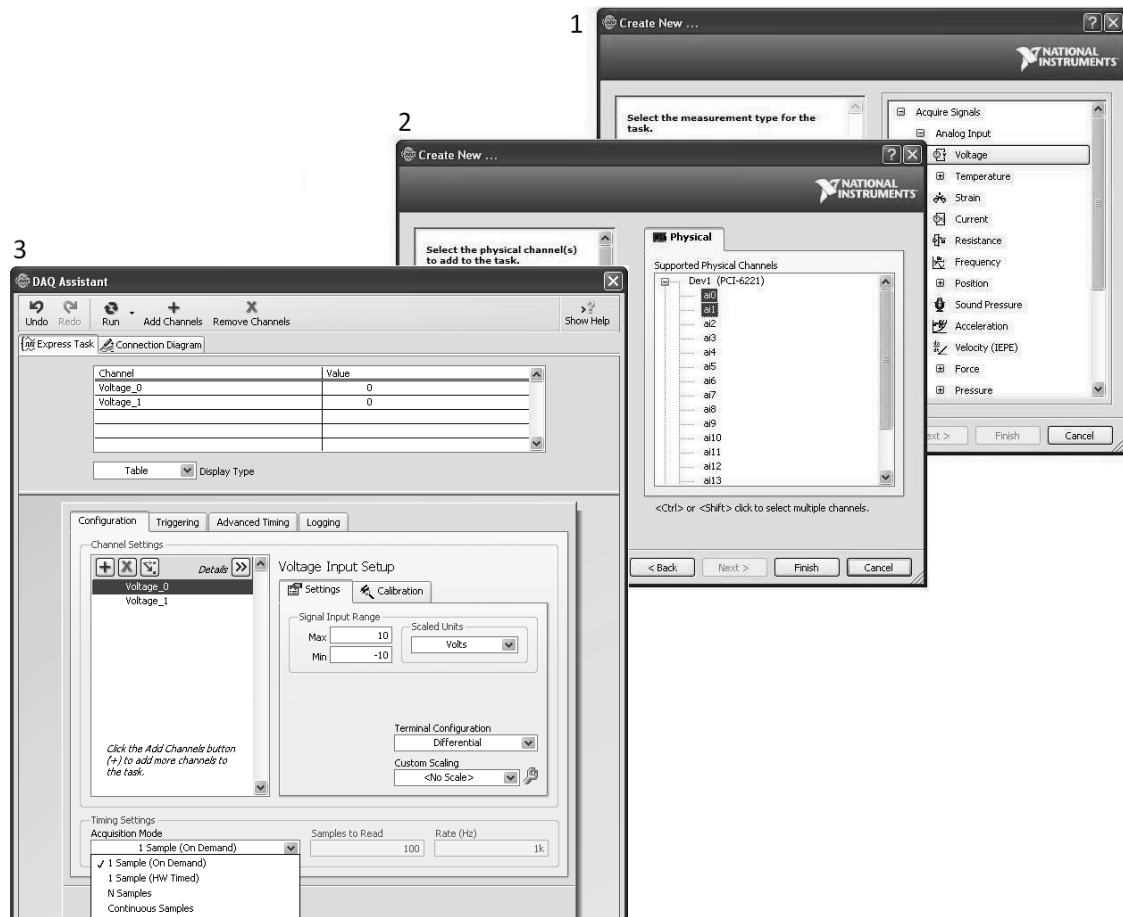 1
Create New ...
NATIONAL
INSTRUMENTS
Select the measurement type for the
task.
Acquire Signals
Analog Input
Voltage
Temperature
Strain
Current
Resistance
Frequency
Position
Sound Pressure
Acceleration
Velocity (IEPE)
Force
Pressure
ext >
Finish
Cancel
2
Create New ...
NATIONAL
INSTRUMENTS
Select the physical channel(s)
to add to the task.
Physical
Supported Physical Channels
Dev1 (PCI-6221)
ai0
ai1
ai2
ai3
ai4
ai5
ai6
ai7
ai8
ai9
ai10
ai11
ai12
ai13
<Ctrl> or <Shift> click to select multiple channels.
< Back
Next >
Finish
Cancel
3
DAQ Assistant
Undo Redo Run Add Channels Remove Channels Show Help
Express Task Connection Diagram
Channel Value
Voltage_0 0
Voltage_1 0
Table Display Type
Configuration Triggering Advanced Timing Logging
Channel Settings
Details
Voltage_0
Voltage_1
Click the Add Channels button
(+) to add more channels to
the task.
Voltage Input Setup
Settings Calibration
Signal Input Range
Max 10
Min -10
Scaled Units
Volts
Terminal Configuration
Differential
Custom Scaling
<No Scale>
Timing Settings
Acquisition Mode Samples to Read Rate (Hz)
1 Sample (On Demand) 100 1k
1 Sample (On Demand)
1 Sample (HW Timed)
N Samples
Continuous Samples